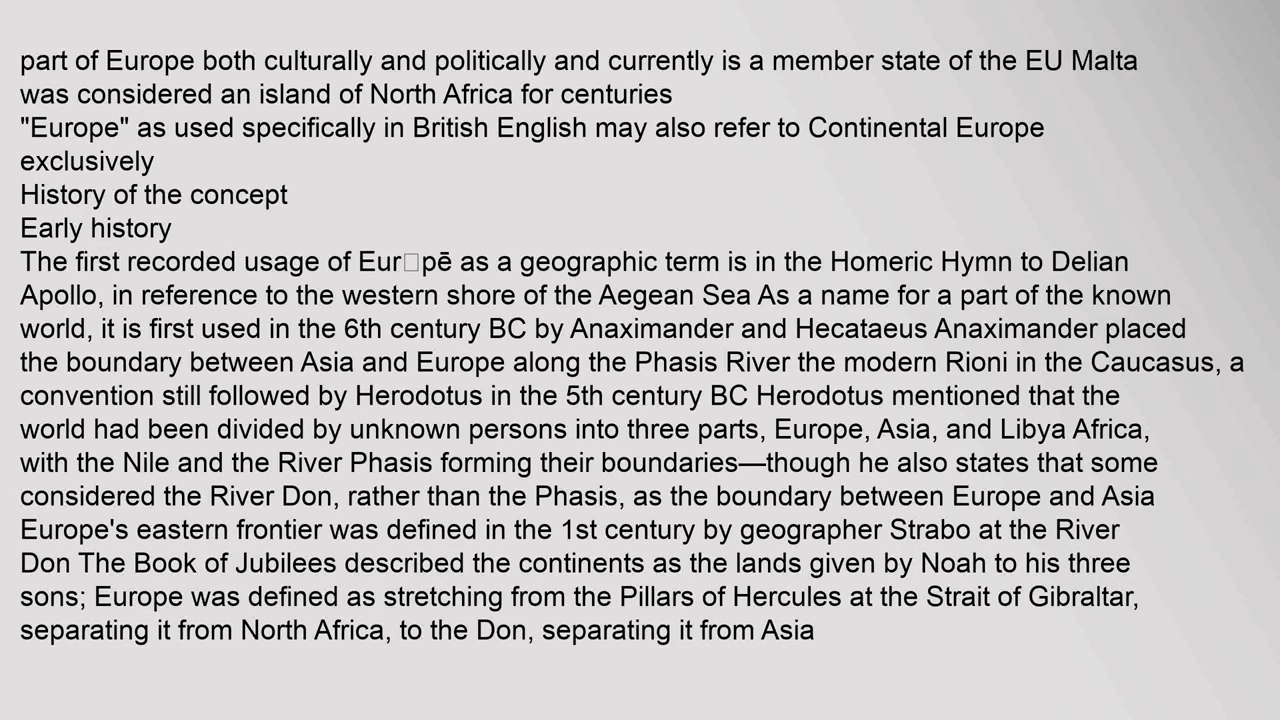 part of Europe both culturally and politically and currently is a member state of the EU Malta
was considered an island of North Africa for centuries
"Europe" as used specifically in British English may also refer to Continental Europe
exclusively
History of the concept
Early history
The first recorded usage of Eur□pē as a geographic term is in the Homeric Hymn to Delian
Apollo, in reference to the western shore of the Aegean Sea As a name for a part of the known
world, it is first used in the 6th century BC by Anaximander and Hecataeus Anaximander placed
the boundary between Asia and Europe along the Phasis River the modern Rioni in the Caucasus, a
convention still followed by Herodotus in the 5th century BC Herodotus mentioned that the
world had been divided by unknown persons into three parts, Europe, Asia, and Libya Africa,
with the Nile and the River Phasis forming their boundaries—though he also states that some
considered the River Don, rather than the Phasis, as the boundary between Europe and Asia
Europe's eastern frontier was defined in the 1st century by geographer Strabo at the River
Don The Book of Jubilees described the continents as the lands given by Noah to his three
sons; Europe was defined as stretching from the Pillars of Hercules at the Strait of Gibraltar,
separating it from North Africa, to the Don, separating it from Asia